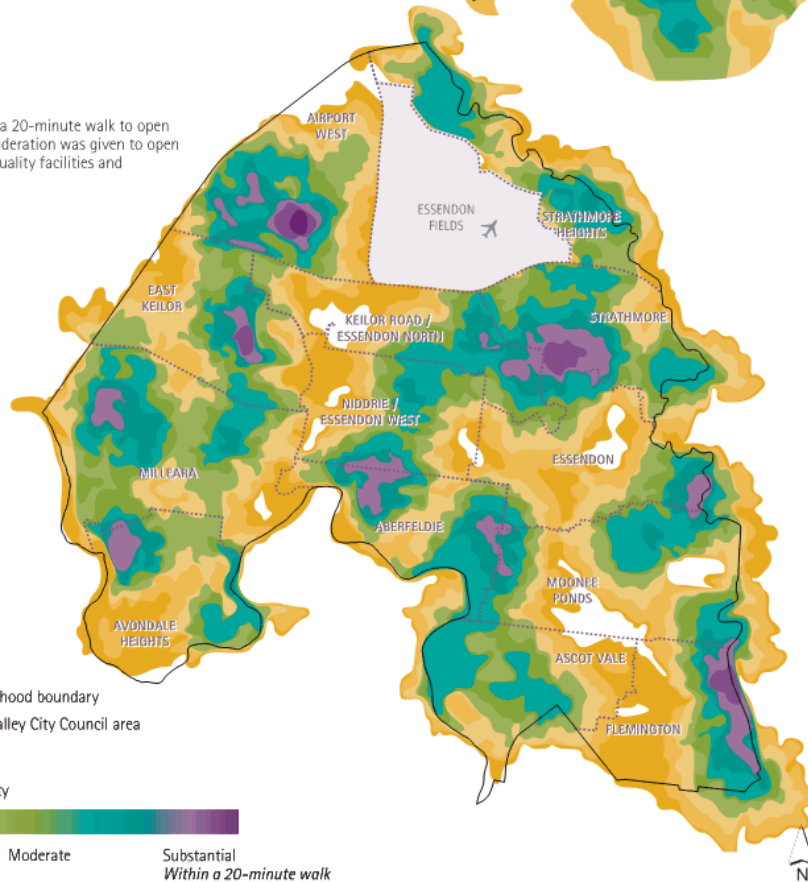 a 20-minute walk to open
deration was given to open
uality facilities and
AIRPORT
WEST
ESSENDON
FIELDS
STRATHMORE
HEIGHTS
EAST
KEILOR
KEILOR ROAD /
ESSENDON NORTH
STRATHMORE
NIDDRIE /
ESSENDON WEST
ESSENDON
MILLEARA
ABERFELDIE
MOONEE
PONDS
AVONDALE
HEIGHTS
ASCOT VALE
FLEMINGTON
hood boundary
alley City Council area
ty
Moderate
Substantial
Within a 20-minute walk
N